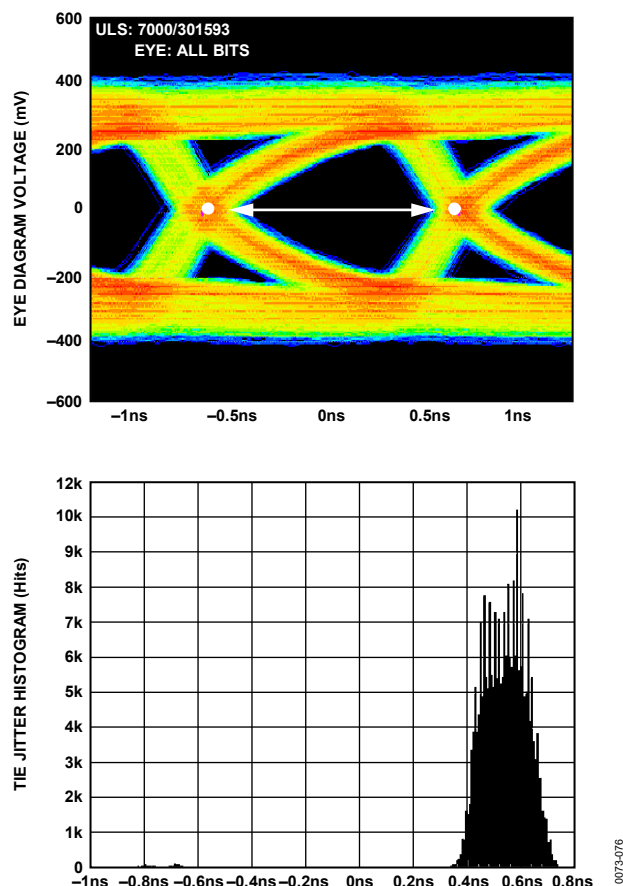 600
ULS: 7000/301593
EYE: ALL BITS
400
200
0
–200
–400
–600
EYE DIAGRAM VOLTAGE (mV)
–1ns –0.5ns 0ns 0.5ns 1ns
12k
10k
9k
8k
7k
6k
5k
4k
3k
2k
1k
0
TIE JITTER HISTOGRAM (Hits)
–1ns –0.8ns –0.6ns –0.4ns –0.2ns 0ns 0.2ns 0.4ns 0.6ns 0.8ns
0073-076